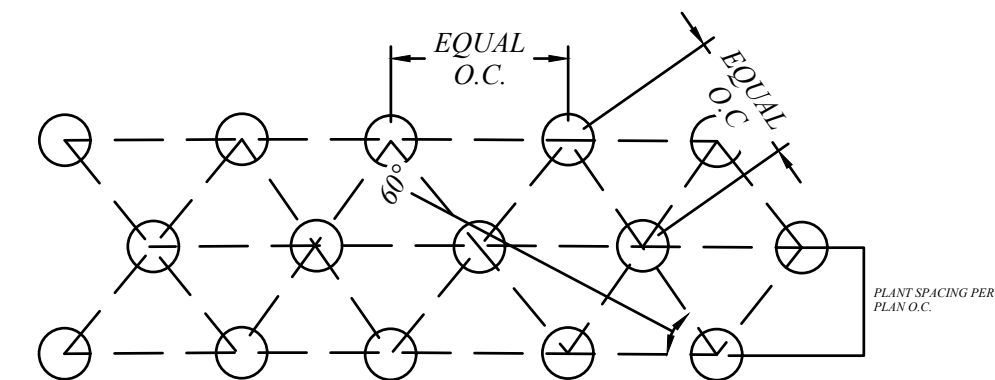 EQUAL
O.C.
EQUAL
O.C
60°
PLANT SPACING PER
PLAN O.C.